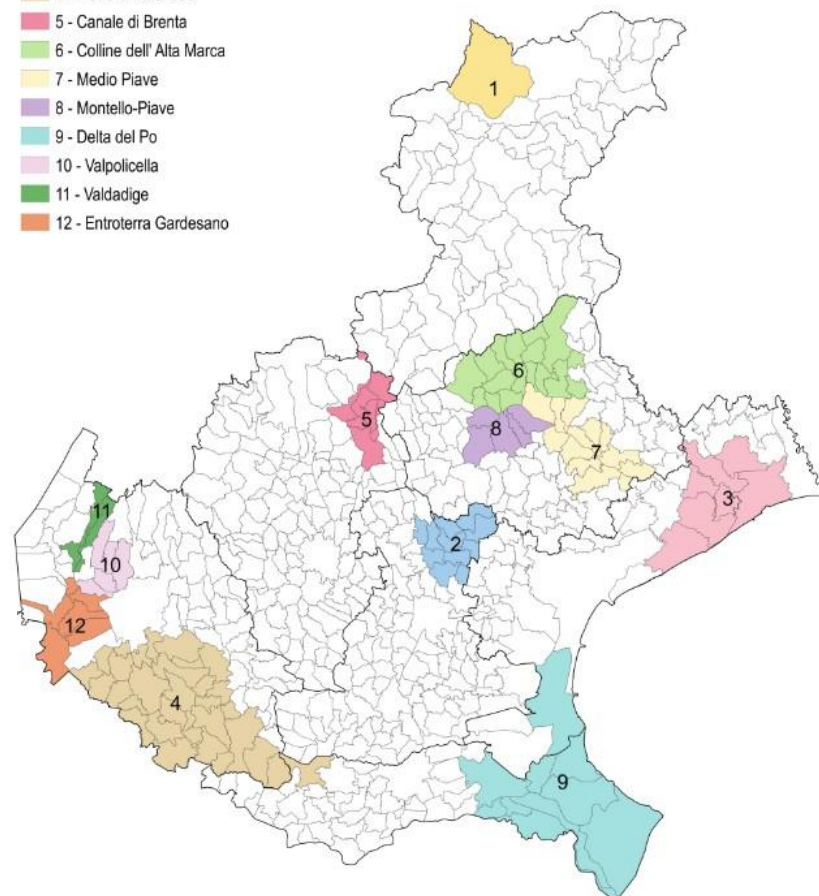 5 - Canale di Brenta
6 - Colline dell' Alta Marca
7 - Medio Piave
8 - Montello-Piave
9 - Delta del Po
10 - Valpolicella
11 - Valdadige
12 - Entroterra Gardesano
1
6
5
8
7
3
11
2
10
12
4
9